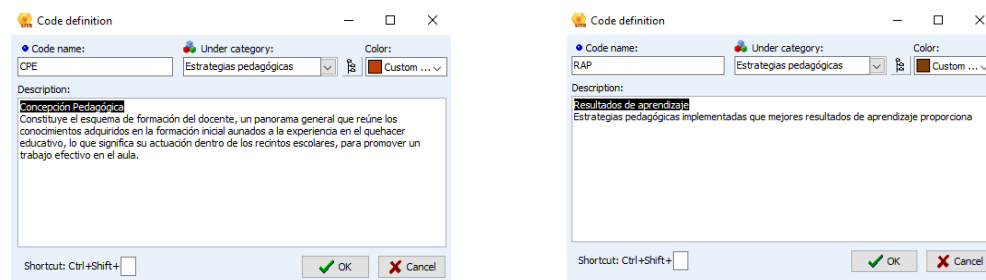 Code definition
Code name:
Under category:
Color:
CPE
Estrategias pedagógicas
Custom ...
Description:
Concepción Pedagógica
Constituye el esquema de formación del docente, un panorama general que reúne los
conocimientos adquiridos en la formación inicial aunados a la experiencia en el quehacer
educativo, lo que significa su actuación dentro de los recintos escolares, para promover un
trabajo efectivo en el aula.
Shortcut: Ctrl+Shift+
OK
Cancel
Code definition
Code name:
Under category:
Color:
RAP
Estrategias pedagógicas
Custom ...
Description:
Resultados de aprendizaje
Estrategias pedagógicas implementadas que mejores resultados de aprendizaje proporciona
Shortcut: Ctrl+Shift+
OK
Cancel